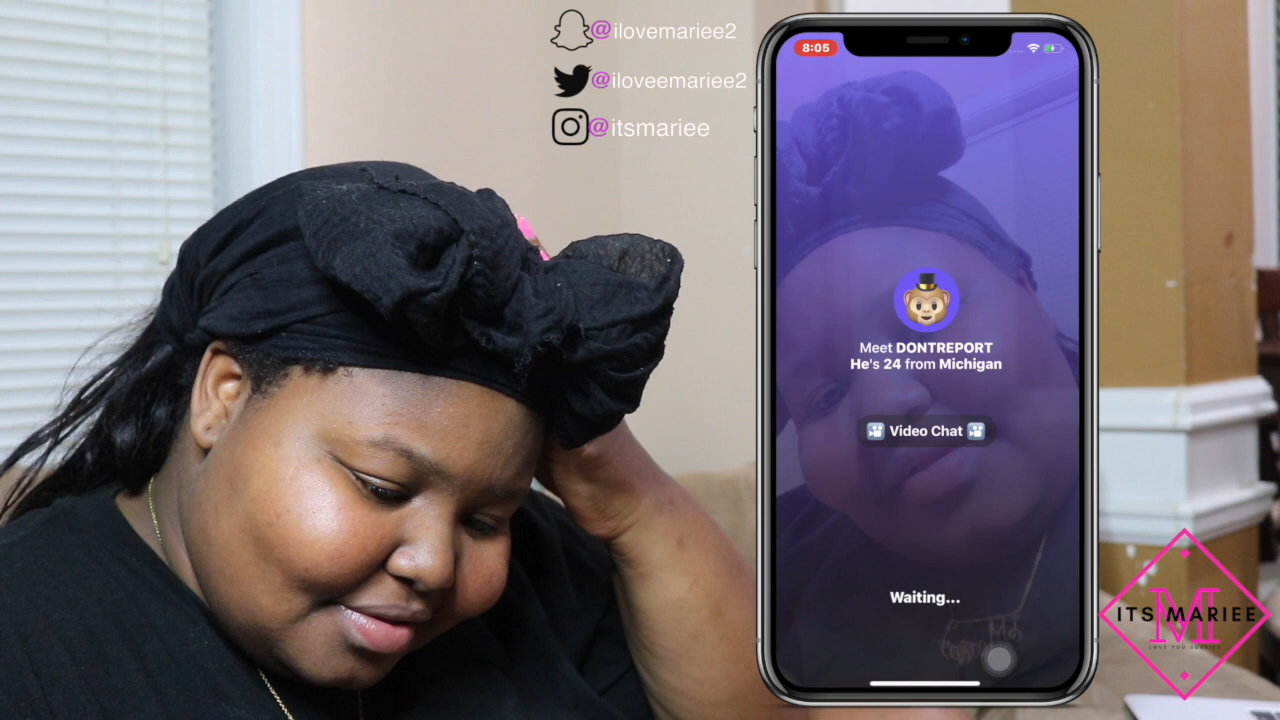 @ilovemariee2
@iloveemariee2
@itsmariee
8:05
Meet DONTREPORT
He's 24 from Michigan
Video Chat
Waiting...
M
ITS MARIEE